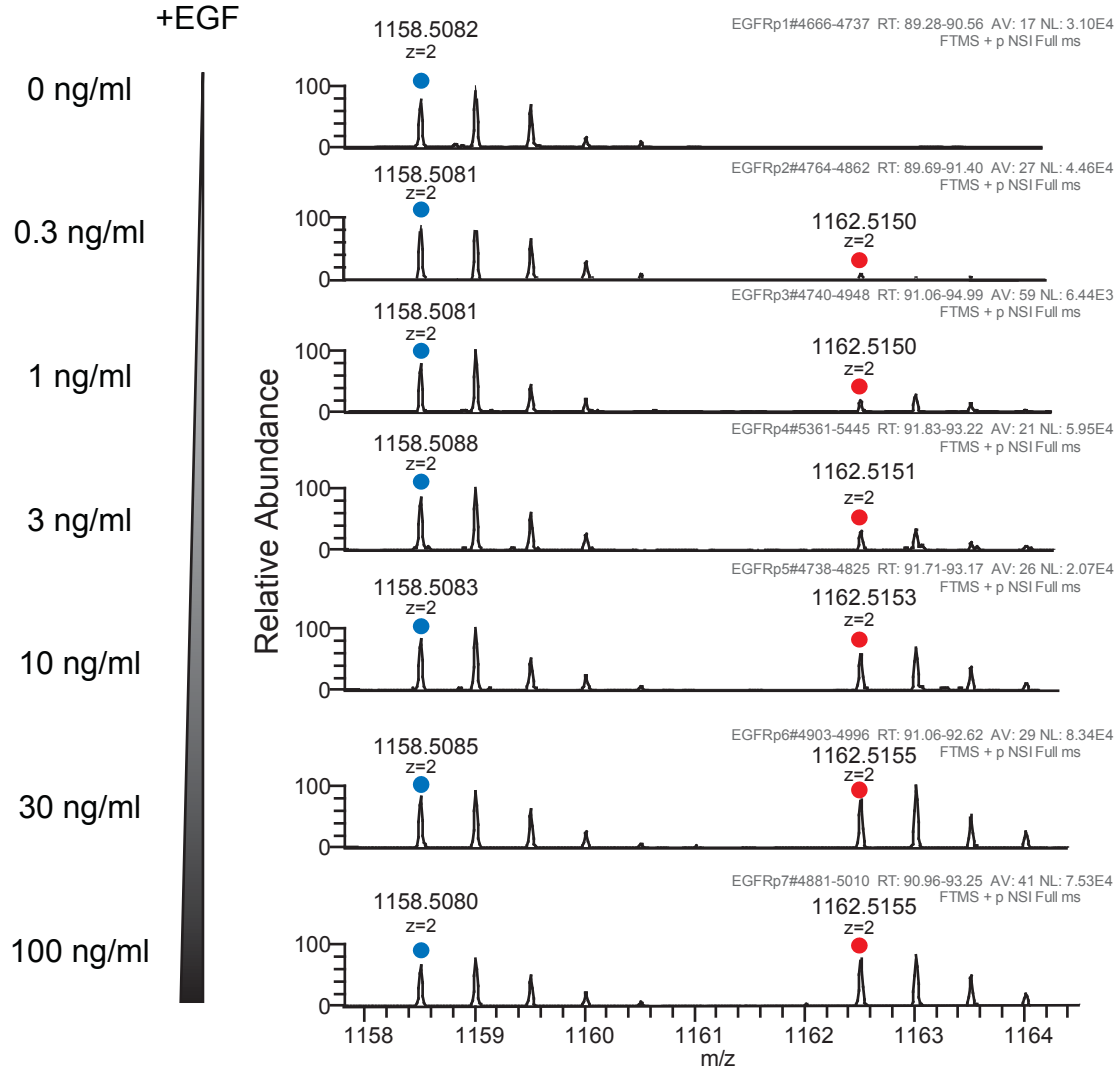 +EGF
EGFRp1#4666-4737 RT: 89.28-90.56 AV: 17 NL: 3.10E4
FTMS + p NSI Full ms
1158.5082
z=2
0 ng/ml
100
0
EGFRp2#4764-4862 RT: 89.69-91.40 AV: 27 NL: 4.46E4
FTMS + p NSI Full ms
1158.5081
z=2
1162.5150
z=2
0.3 ng/ml
100
0
EGFRp3#4740-4948 RT: 91.06-94.99 AV: 59 NL: 6.44E3
FTMS + p NSI Full ms
1158.5081
z=2
1162.5150
z=2
1 ng/ml
100
0
EGFRp4#5361-5445 RT: 91.83-93.22 AV: 21 NL: 5.95E4
FTMS + p NSI Full ms
1158.5088
z=2
1162.5151
z=2
3 ng/ml
100
0
Relative Abundance
EGFRp5#4738-4825 RT: 91.71-93.17 AV: 26 NL: 2.07E4
FTMS + p NSI Full ms
1158.5083
z=2
1162.5153
z=2
10 ng/ml
100
0
EGFRp6#4903-4996 RT: 91.06-92.62 AV: 29 NL: 8.34E4
FTMS + p NSI Full ms
1158.5085
z=2
1162.5155
z=2
30 ng/ml
100
0
EGFRp7#4881-5010 RT: 90.96-93.25 AV: 41 NL: 7.53E4
FTMS + p NSI Full ms
1158.5080
z=2
1162.5155
z=2
100 ng/ml
100
0
1158 1159 1160 1161 1162 1163 1164
m/z